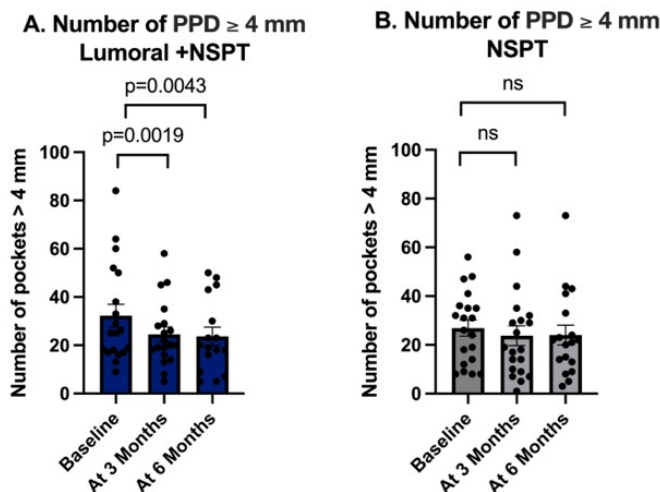 A. Number of PPD ≥ 4 mm
Lumoral +NSPT
p=0.0043
p=0.0019
Number of pockets > 4 mm
100
80
60
40
20
0
Baseline
At 3 Months
At 6 Months
B. Number of PPD ≥ 4 mm
NSPT
ns
ns
Number of pockets > 4 mm
100
80
60
40
20
0
Baseline
At 3 Months
At 6 Months